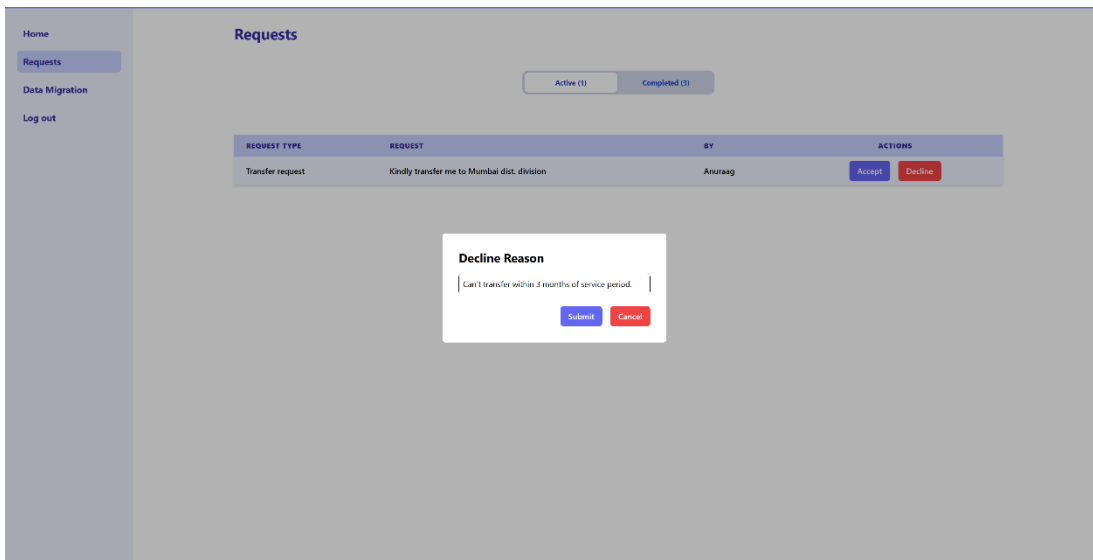 Home
Requests
Data Migration
Log out
Requests
Active (1)
Completed (3)
REQUEST TYPE REQUEST BY ACTIONS
Transfer request Kindly transfer me to Mumbai dist. division Anuraag Accept Decline
Decline Reason
Can't transfer within 3 months of service period.
Submit Cancel